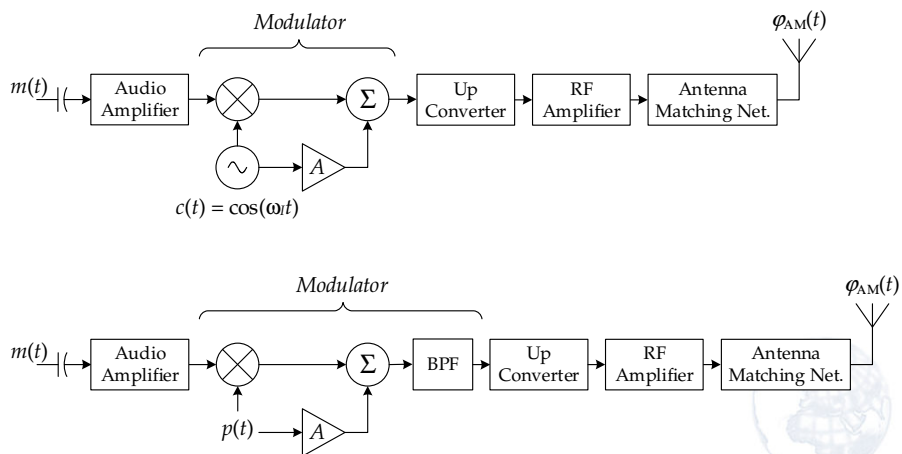 Modulator
φAM(t)
m(t)
Audio Amplifier
Σ
Up Converter
RF Amplifier
Antenna Matching Net.
A
c(t) = cos(ωIt)
Modulator
φAM(t)
m(t)
Audio Amplifier
Σ
BPF
Up Converter
RF Amplifier
Antenna Matching Net.
p(t)
A